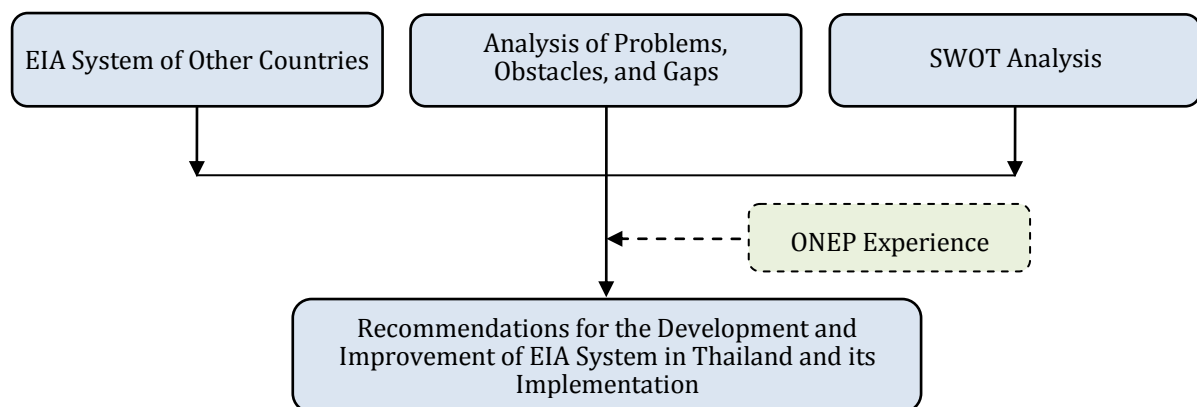 EIA System of Other Countries
Analysis of Problems,
Obstacles, and Gaps
SWOT Analysis
ONEP Experience
Recommendations for the Development and
Improvement of EIA System in Thailand and its
Implementation